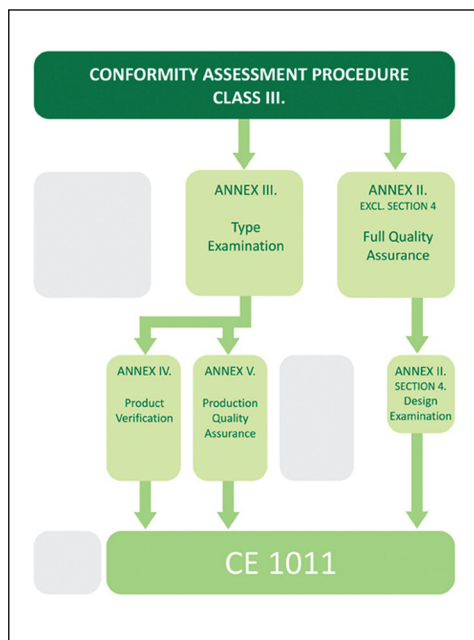 CONFORMITY ASSESSMENT PROCEDURE
CLASS III.
ANNEX III.
Type
Examination
ANNEX II.
EXCL. SECTION 4
Full Quality
Assurance
ANNEX IV.
Product
Verification
ANNEX V.
Production
Quality
Assurance
ANNEX II.
SECTION 4.
Design
Examination
CE 1011